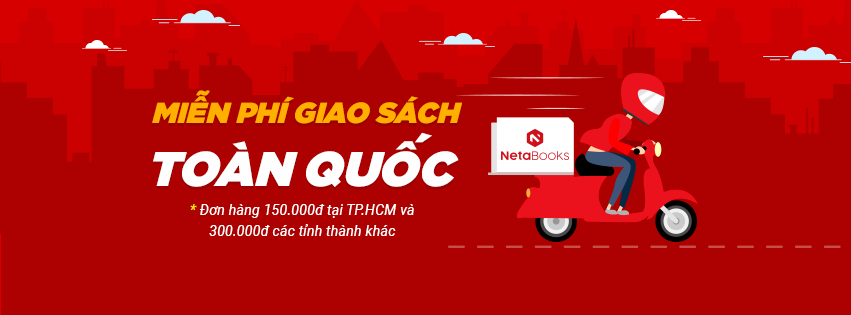 MIỄN PHÍ GIAO SÁCH
TOÀN QUỐC
* Đơn hàng 150.000đ tại TP.HCM và
300.000đ các tỉnh thành khác
NetaBooks